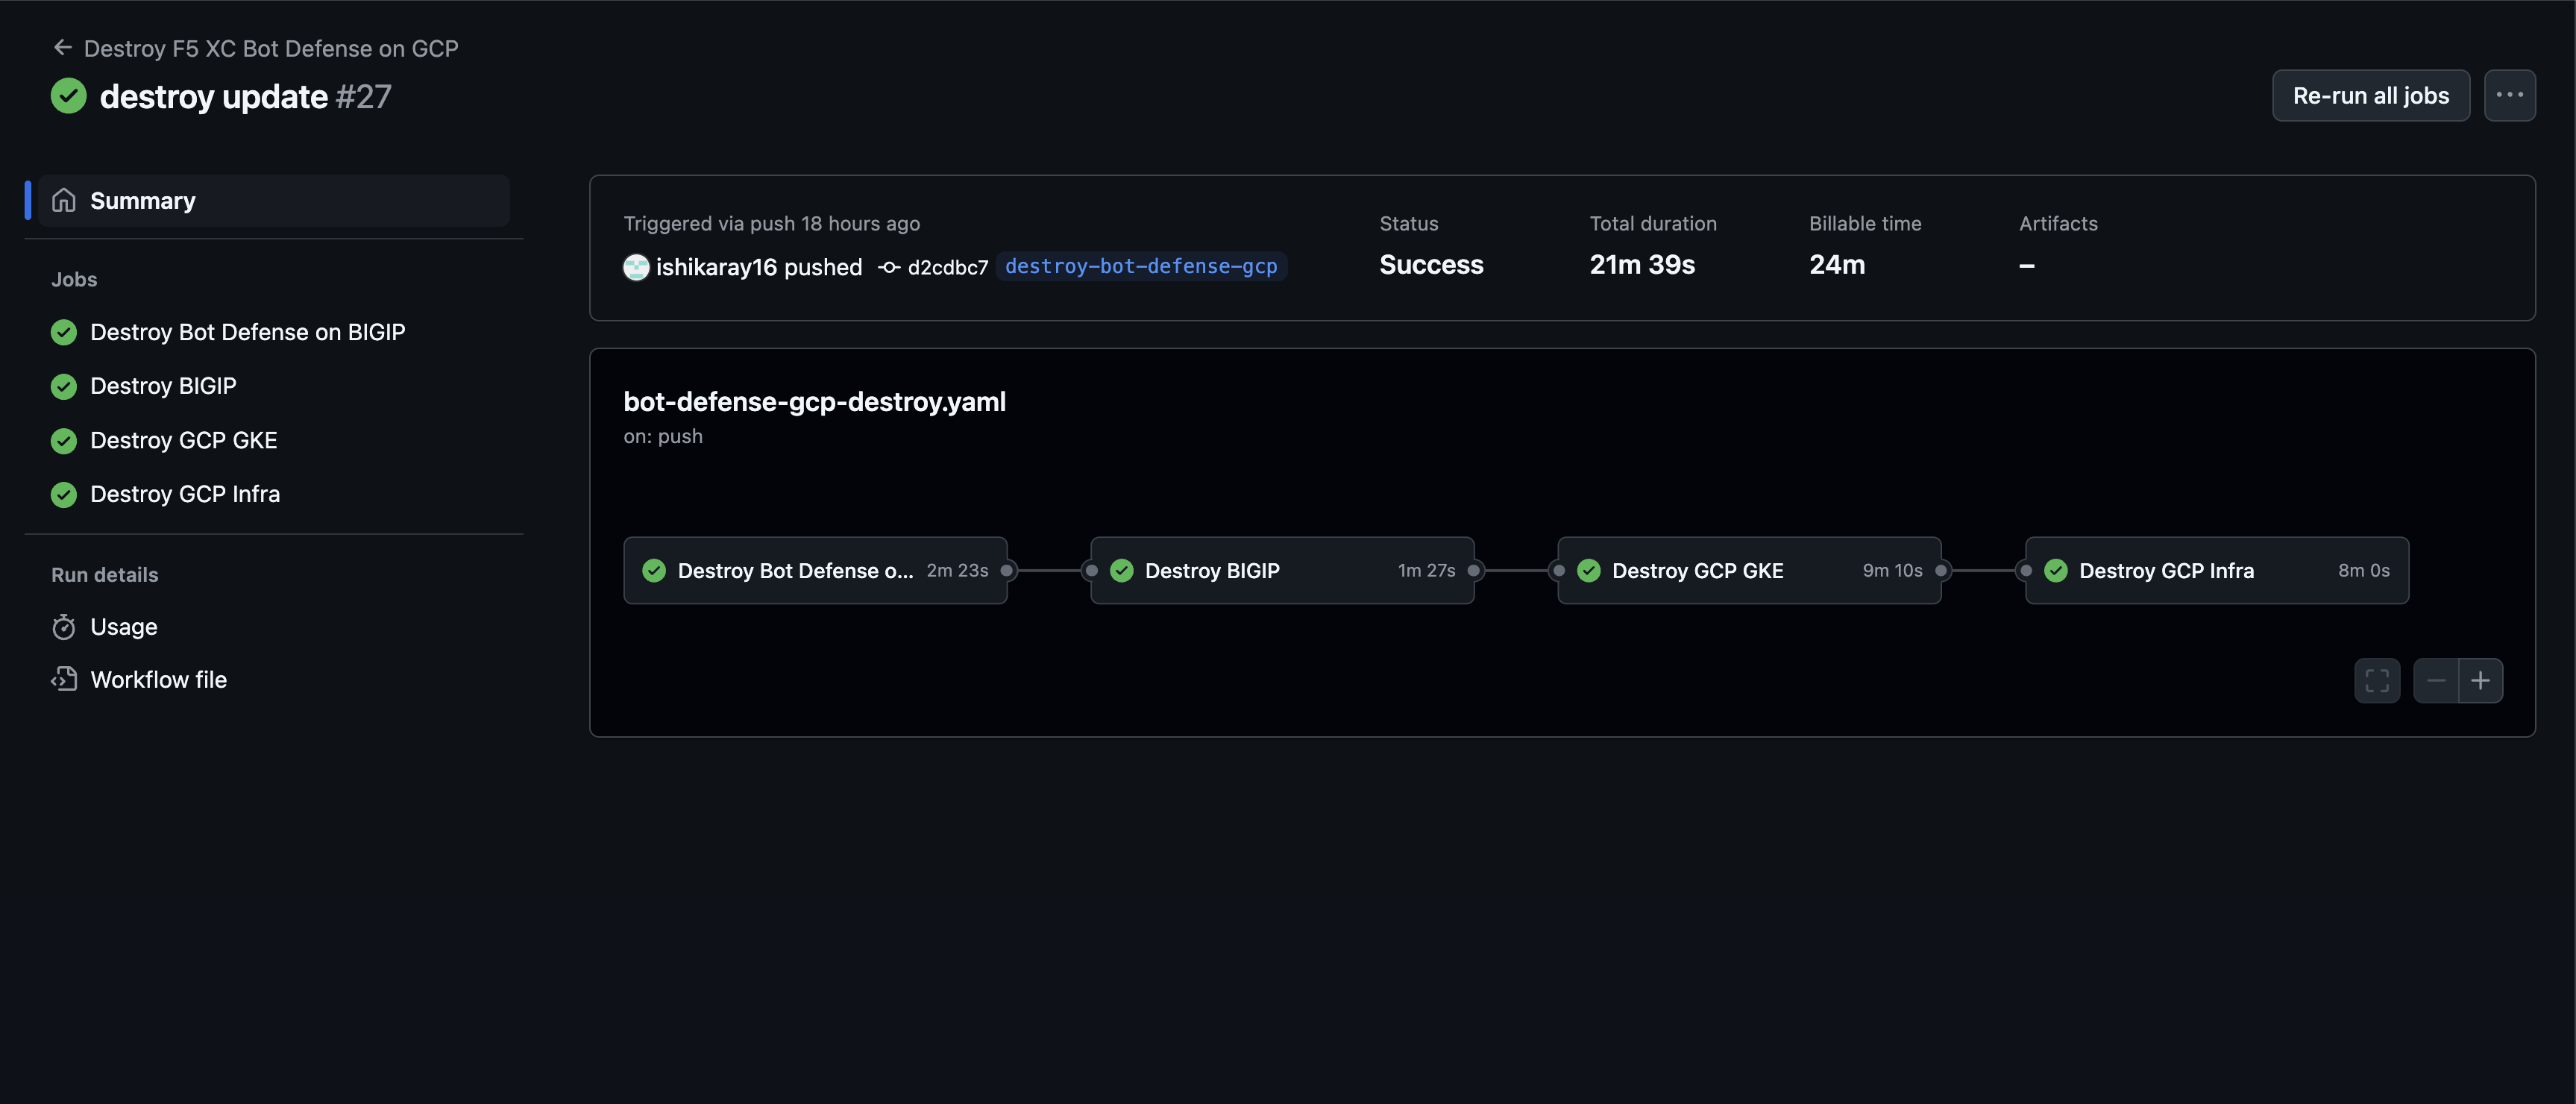 Destroy F5 XC Bot Defense on GCP
destroy update #27
Re-run all jobs
Summary
Jobs
Destroy Bot Defense on BIGIP
Destroy BIGIP
Destroy GCP GKE
Destroy GCP Infra
Run details
Usage
Workflow file
Triggered via push 18 hours ago
ishikaray16 pushed d2cdbc7 destroy-bot-defense-gcp
Status
Success
Total duration
21m 39s
Billable time
24m
Artifacts
–
bot-defense-gcp-destroy.yaml
on: push
Destroy Bot Defense o... 2m 23s
Destroy BIGIP 1m 27s
Destroy GCP GKE 9m 10s
Destroy GCP Infra 8m 0s